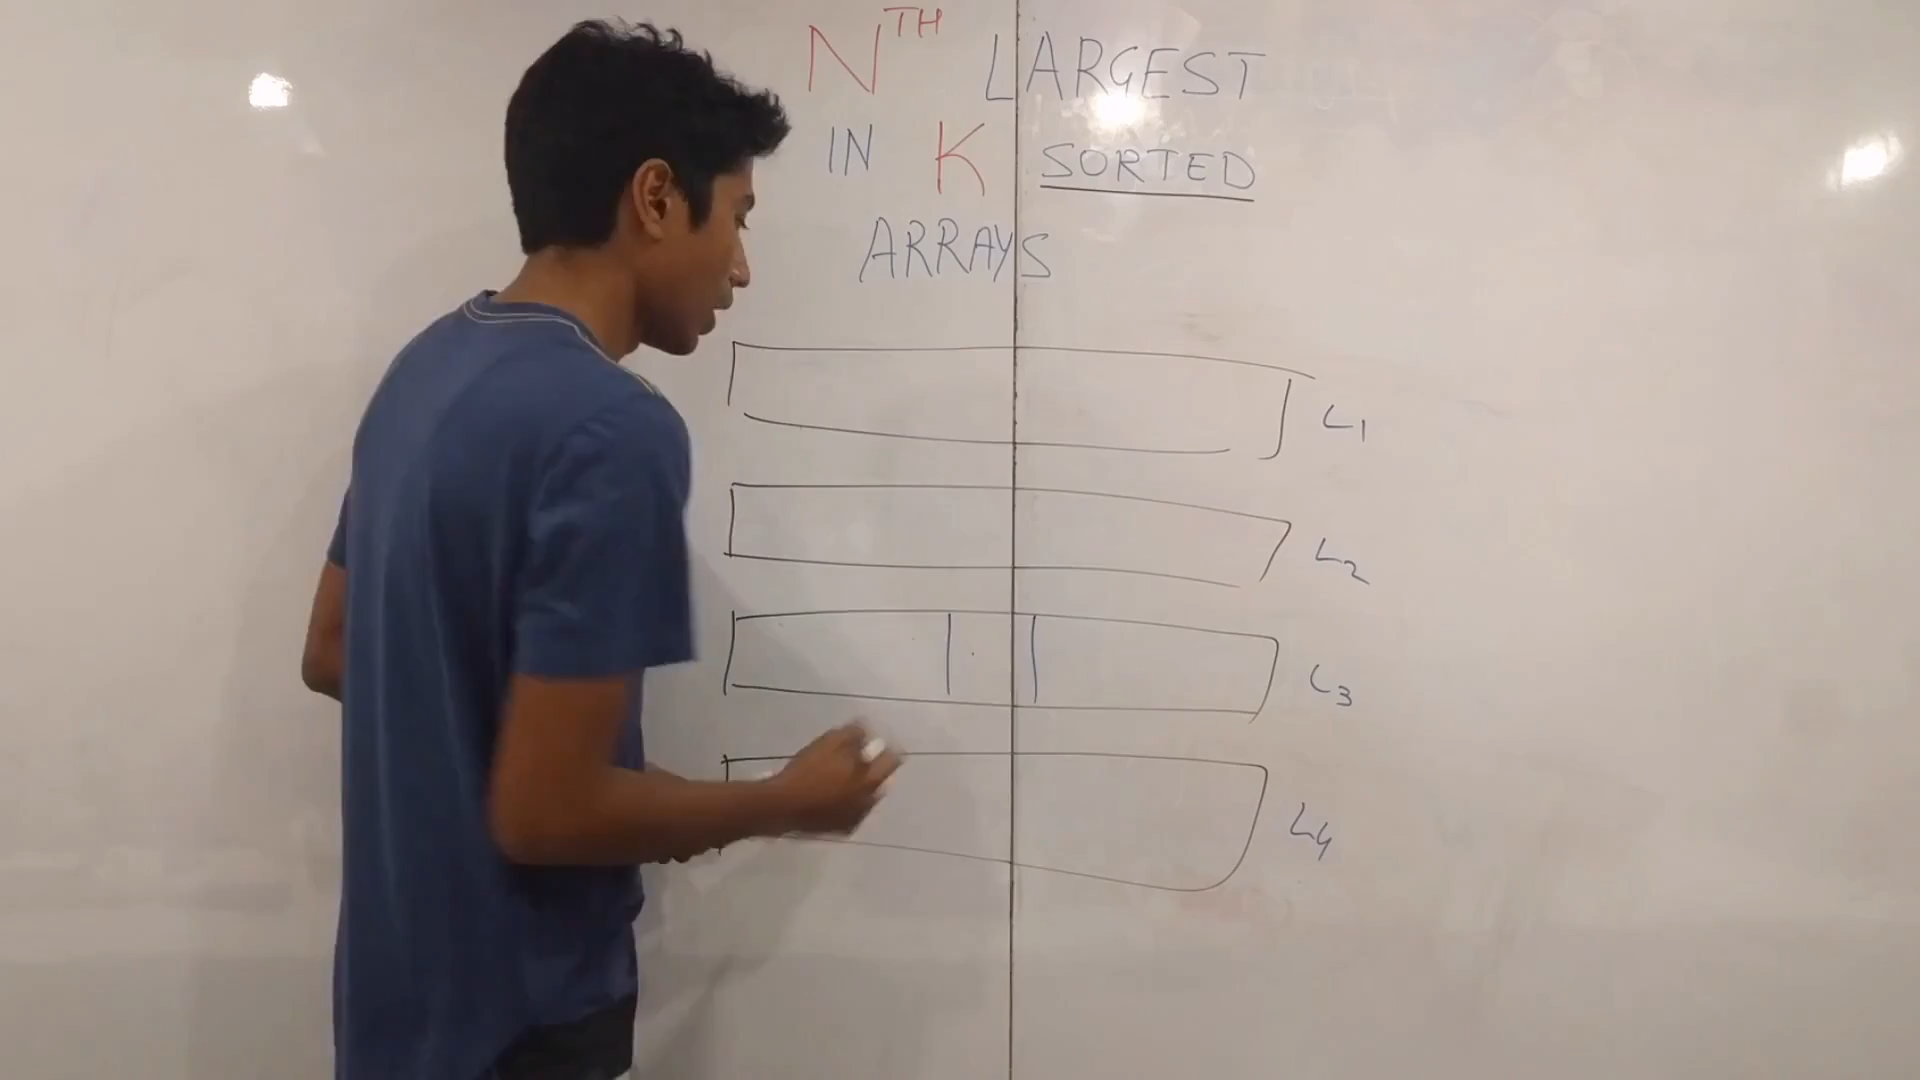 NTH LARGEST
IN K SORTED
ARRAYS
L1
L2
L3
L4